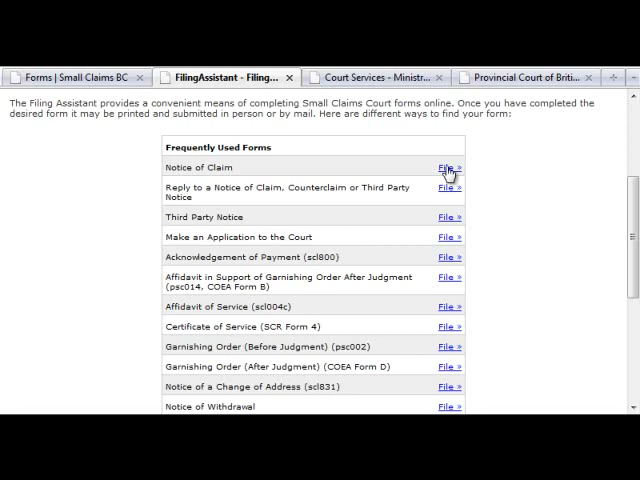 Forms | Small Claims BC
FilingAssistant - Filing...
Court Services - Ministr...
Provincial Court of Briti...
The Filing Assistant provides a convenient means of completing Small Claims Court forms online. Once you have completed the
desired form it may be printed and submitted in person or by mail. Here are different ways to find your form:
Frequently Used Forms
Notice of Claim File »
Reply to a Notice of Claim, Counterclaim or Third Party File »
Notice
Third Party Notice File »
Make an Application to the Court File »
Acknowledgement of Payment (scl800) File »
Affidavit in Support of Garnishing Order After Judgment File »
(psc014, COEA Form B)
Affidavit of Service (scl004c) File »
Certificate of Service (SCR Form 4) File »
Garnishing Order (Before Judgment) (psc002) File »
Garnishing Order (After Judgment) (COEA Form D) File »
Notice of a Change of Address (scl831) File »
Notice of Withdrawal File »